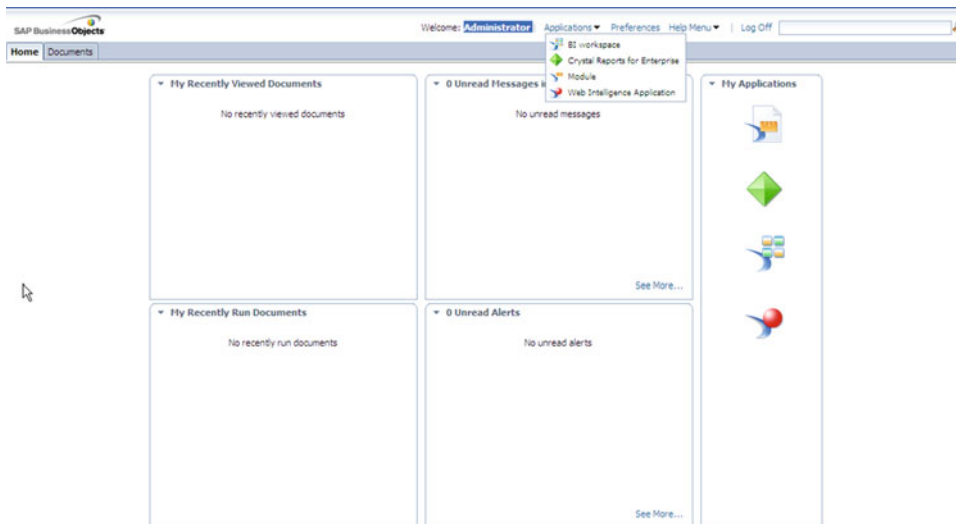 SAP BusinessObjects
Welcome: Administrator Applications Preferences Help Menu | Log Off
Home Documents
BI workspace
Crystal Reports for Enterprise
Module
Web Intelligence Application
My Recently Viewed Documents
No recently viewed documents
0 Unread Messages i
No unread messages
See More...
My Applications
My Recently Run Documents
No recently run documents
0 Unread Alerts
No unread alerts
See More...